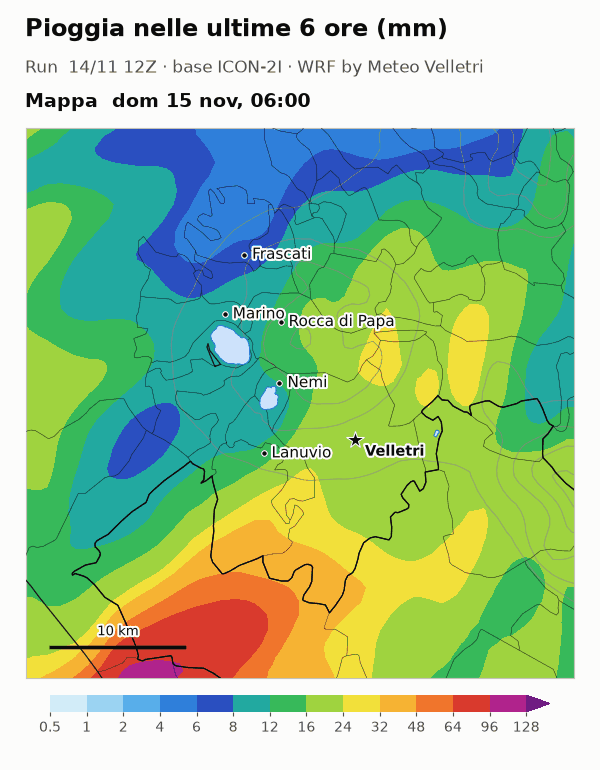 Pioggia nelle ultime 6 ore (mm)
Run  14/11 12Z · base ICON-2I · WRF by Meteo Velletri
Mappa  dom 15 nov, 06:00
Frascati
Marino
Rocca di Papa
Nemi
Velletri
Lanuvio
10 km
0.5 1 2 4 6 8 12 16 24 32 48 64 96 128